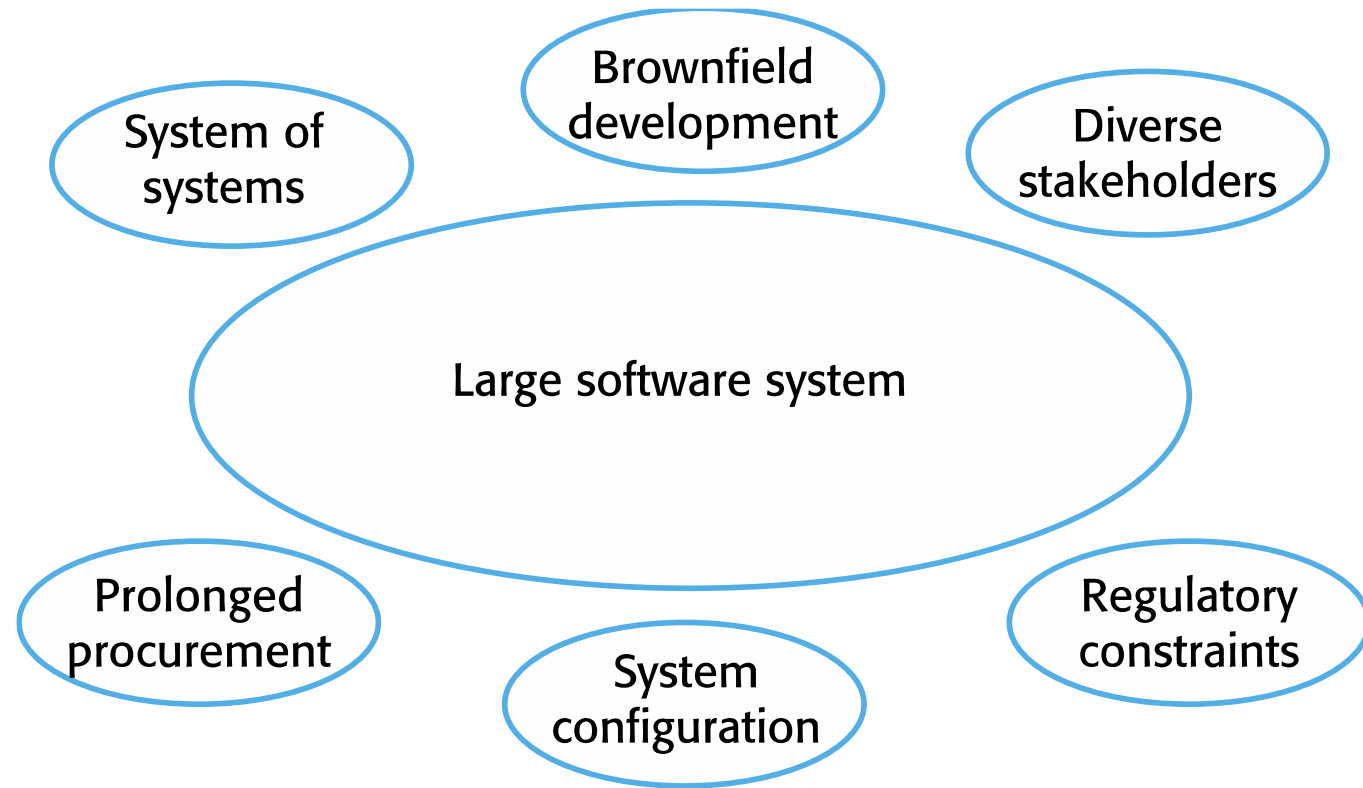 Brownfield
development
System of
systems
Diverse
stakeholders
Large software system
Prolonged
procurement
Regulatory
constraints
System
configuration